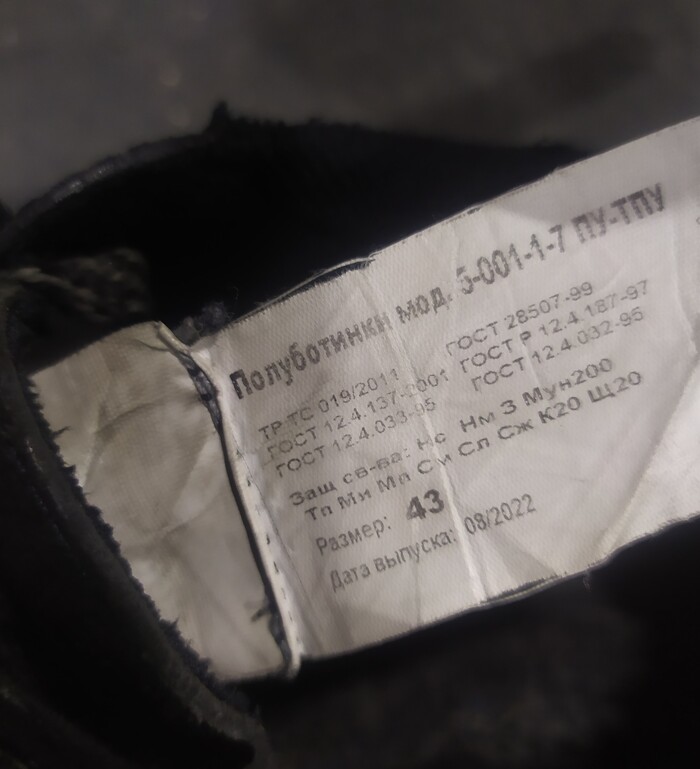 Полуботинки мод. 5-001-1-7 ПУ-ТПУ
ТР ТС 019/2011 ГОСТ 28507-99
ГОСТ 12.4.137-2001 ГОСТ Р 12.4.187-97
ГОСТ 12.4.033-95 ГОСТ 12.4.032-95
Защ св-ва: Нс Нм З Мун200
Тп Ми Мп См Сл Сж К20 Щ20
Размер: 43
Дата выпуска: 08/2022